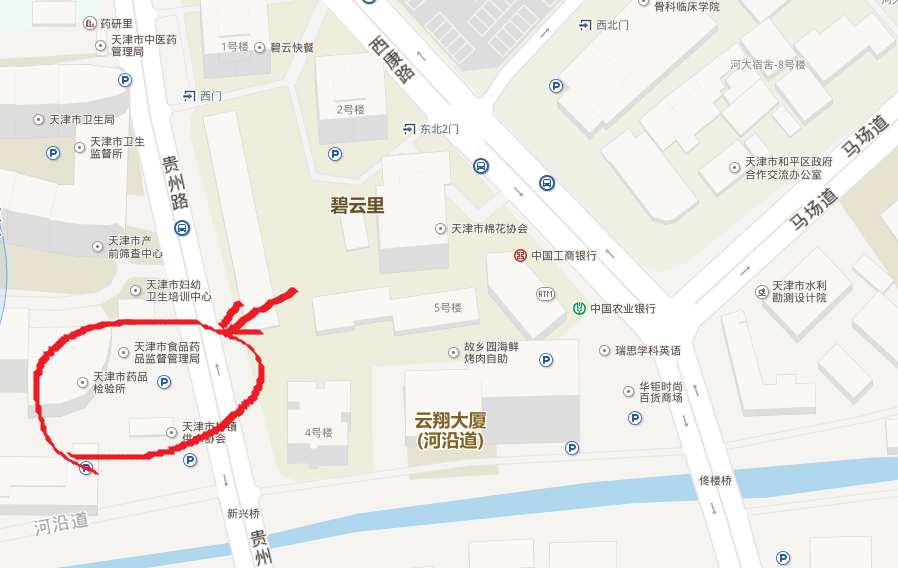 骨科临床学院
药研里
西北门
天津市中医药
管理局
1号楼
碧云快餐
西康路
河大宿舍-8号楼
P
P
西门
2号楼
P
天津市卫生局
东北2门
马场道
天津市卫生
监督所
P
P
天津市和平区政府
合作交流办公室
贵州路
碧云里
马场道
天津市棉花协会
天津市产
前筛查中心
中国工商银行
天津市妇幼
卫生培训中心
ATM
天津市水利
勘测设计院
5号楼
中国农业银行
天津市食品药
品监督管理局
故乡园海鲜
烤肉自助
P
瑞思学科英语
天津市药品
检验所
P
华钜时尚
百货商场
云翔大厦
(河沿道)
P
天津市
镇
供
协会
4号楼
P
P
P
佟楼桥
新兴桥
河沿道
贵州
P